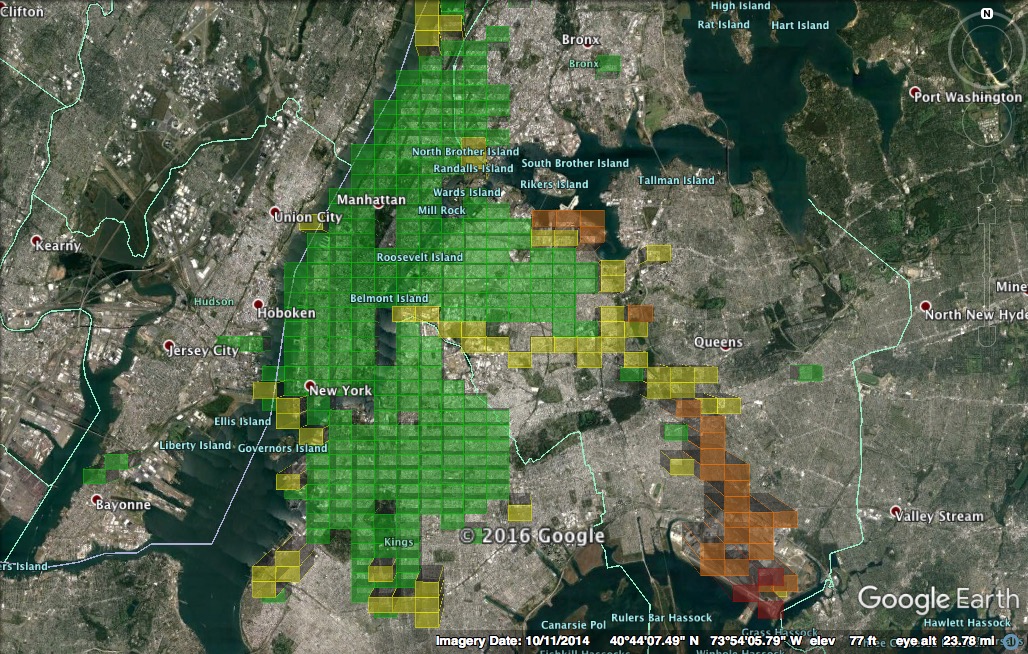 Clifton
High Island
Rat Island
Hart Island
N
Bronx
Bronx
Port Washington
North Brother Island
South Brother Island
Randalls Island
Rikers Island
Tallman Island
Wards Island
Manhattan
Mill Rock
Union City
Kearny
Roosevelt Island
Mine
Hudson
Belmont Island
Hoboken
North New Hyde
Jersey City
Queens
New York
Ellis Island
Liberty Island
Governors Island
Bayonne
Valley Stream
Kings
© 2016 Google
ers Island
Google Earth
Rulers Bar Hassock
Canarsie Pol
Hawlett Hassock
Grass Hassock
Imagery Date: 10/11/2014 40°44'07.49" N 73°54'05.79" W elev 77 ft eye alt 23.78 mi